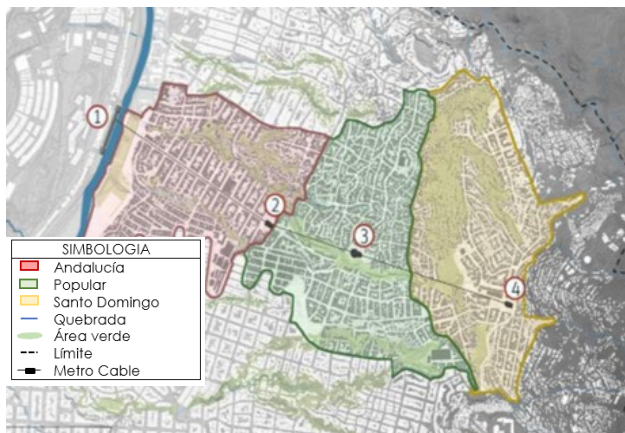 1
2
3
4
SIMBOLOGIA
Andalucía
Popular
Santo Domingo
Quebrada
Área verde
Límite
Metro Cable